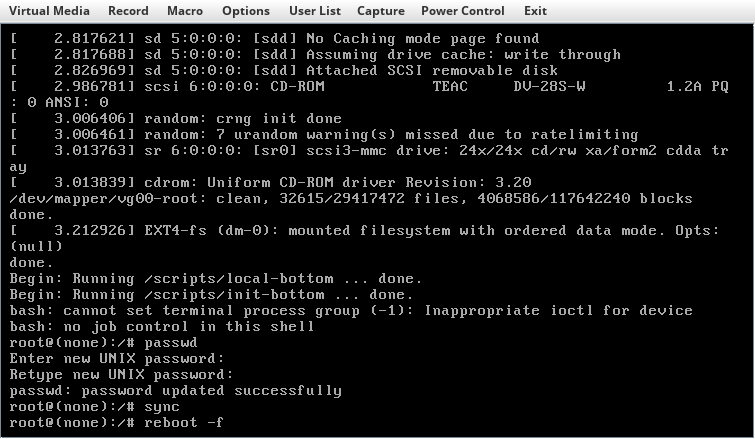 Virtual Media Record Macro Options User List Capture Power Control Exit
[    2.817621] sd 5:0:0:0: [sdd] No Caching mode page found
[    2.817688] sd 5:0:0:0: [sdd] Assuming drive cache: write through
[    2.826969] sd 5:0:0:0: [sdd] Attached SCSI removable disk
[    2.986781] scsi 6:0:0:0: CD-ROM            TEAC     DV-28S-W         1.2A PQ
: 0 ANSI: 0
[    3.006406] random: crng init done
[    3.006461] random: 7 urandom warning(s) missed due to ratelimiting
[    3.013763] sr 6:0:0:0: [sr0] scsi3-mmc drive: 24x/24x cd/rw xa/form2 cdda tr
ay
[    3.013839] cdrom: Uniform CD-ROM driver Revision: 3.20
/dev/mapper/vg00-root: clean, 32615/29417472 files, 4068586/117642240 blocks
done.
[    3.212926] EXT4-fs (dm-0): mounted filesystem with ordered data mode. Opts:
(null)
done.
Begin: Running /scripts/local-bottom ... done.
Begin: Running /scripts/init-bottom ... done.
bash: cannot set terminal process group (-1): Inappropriate ioctl for device
bash: no job control in this shell
root@(none):/# passwd
Enter new UNIX password:
Retype new UNIX password:
passwd: password updated successfully
root@(none):/# sync
root@(none):/# reboot -f